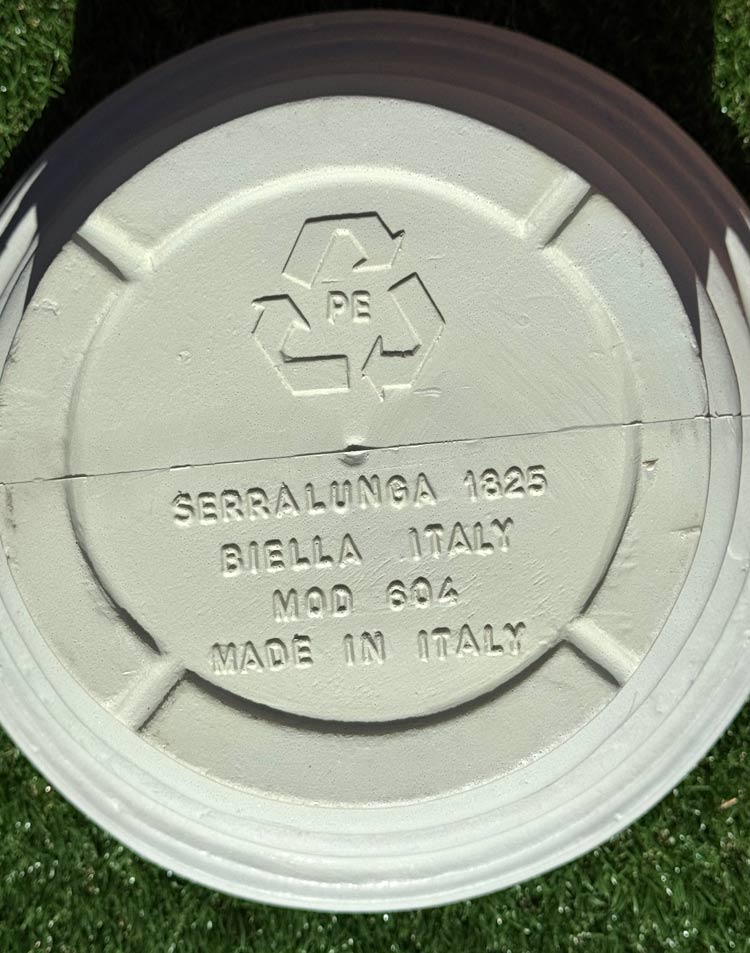 PE
SERRALUNGA 1825
BIELLA ITALY
MOD 604
MADE IN ITALY